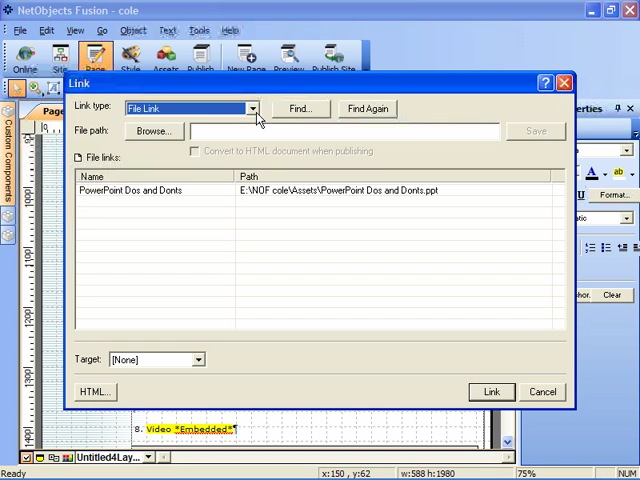 NetObjects Fusion - cole
File Edit View Go Object Text Tools Help
Online Site Style Assets Publish New Page Preview Publish Site
Link
Page
Link type: File Link Find... Find Again
File path: Browse... Save
Convert to HTML document when publishing
File links:
Name Path
PowerPoint Dos and Donts E:\NOF cole\Assets\PowerPoint Dos and Donts.ppt
Target: [None]
HTML... Link Cancel
Custom Components
Format...
Clear
1100
1200
1300
8. Video *Embedded*¶
Untitled4Lay...
Ready x:150 , y:62 w:588 h:1980 75% NUM